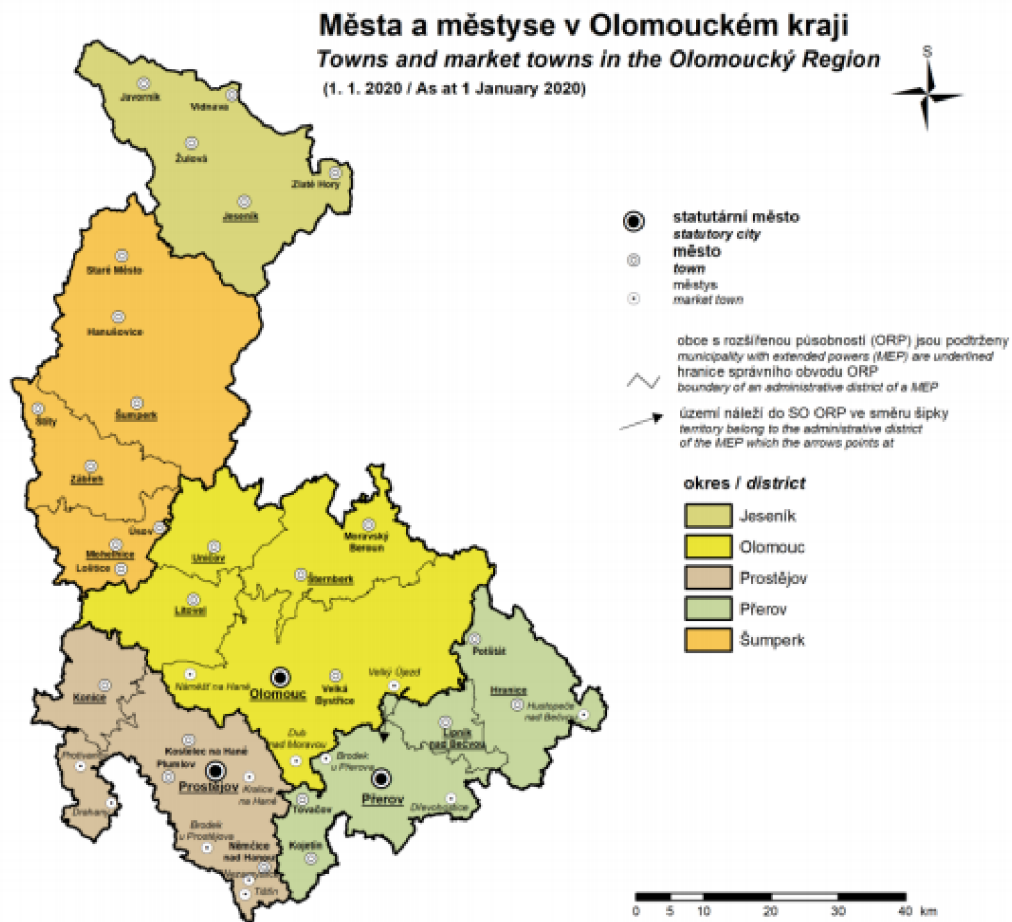 Města a městyse v Olomouckém kraji
Towns and market towns in the Olomoucký Region
(1. 1. 2020 / As at 1 January 2020)
S
Javorník
Vidnava
Žulová
Zlaté Hory
Jeseník
statutární město
statutory city
město
town
městys
market town
Staré Město
Hanušovice
obce s rozšířenou působností (ORP) jsou podtrženy
municipality with extended powers (MEP) are underlined
hranice správního obvodu ORP
boundary of an administrative district of a MEP
území náleží do SO ORP ve směru šipky
territory belong to the administrative district
of the MEP which the arrows points at
Štíty
Šumperk
Zábřeh
okres / district
Jeseník
Olomouc
Prostějov
Přerov
Šumperk
Úsov
Mohelnice
Loštice
Uničov
Moravský
Beroun
Šternberk
Litovel
Potštát
Náměšť na Hané
Olomouc
Velká
Bystřice
Velký Újezd
Hranice
Hustopeče
nad Bečvou
Konice
Lipník
nad Bečvou
Dub
nad Moravou
Brodek
u Přerova
Kostelec na Hané
Plumlov
Protivanov
Prostějov
Kralice
na Hané
Přerov
Dřevohostice
Tovačov
Drahany
Brodek
u Prostějova
Němčice
nad Hanou
Kojetín
Nezamyslice
Tištín
0 5 10 20 30 40 km